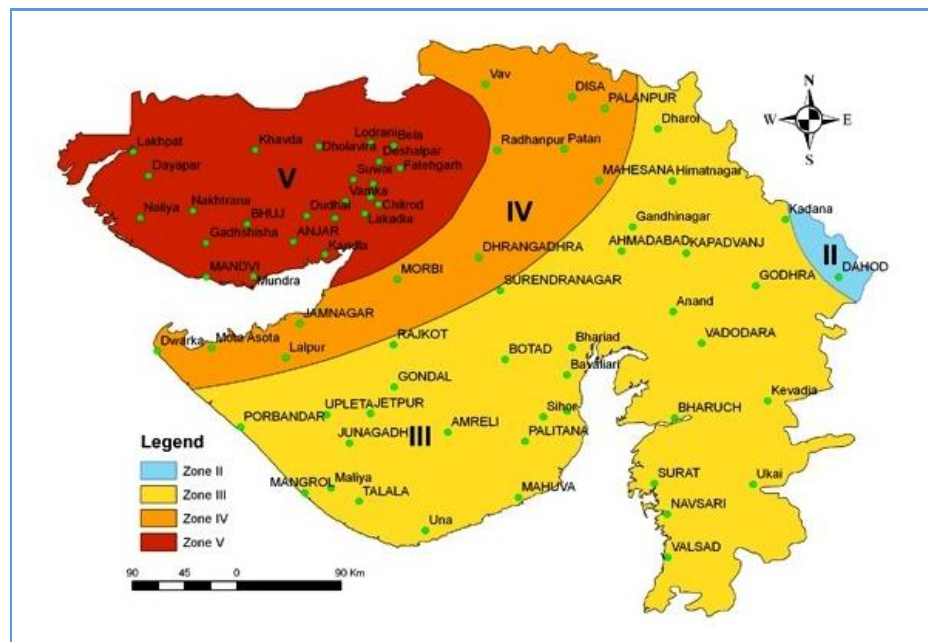 Vav
DISA
PALANPUR
N
W E
S
Dharoi
Lakhpat
Khavda
Lodrani
Bela
Dholavira
Deshalpar
Radhanpur
Patan
Dayapar
V
Suwai
Fatehgarh
MAHESANA
Himatnagar
Naliya
Nakhtrana
Vamka
Chitrod
IV
BHUJ
Dudhai
Lakadia
Gandhinagar
Kadana
Gadhshisha
ANJAR
Kandla
DHRANGADHRA
AHMADABAD
KAPADVANJ
II
MANDVI
Mundra
MORBI
SURENDRANAGAR
GODHRA
DAHOD
Anand
JAMNAGAR
Dwarka
Mota Asota
Lalpur
RAJKOT
BOTAD
Bhariad
VADODARA
Bavaliari
GONDAL
Kevadia
PORBANDAR
UPLETA
JETPUR
Sihor
BHARUCH
AMRELI
III
JUNAGADH
PALITANA
Legend
Zone II
Zone III
Zone IV
Zone V
MANGROL
Maliya
TALALA
MAHUVA
SURAT
Ukai
NAVSARI
Una
VALSAD
90 45 0 90 Km